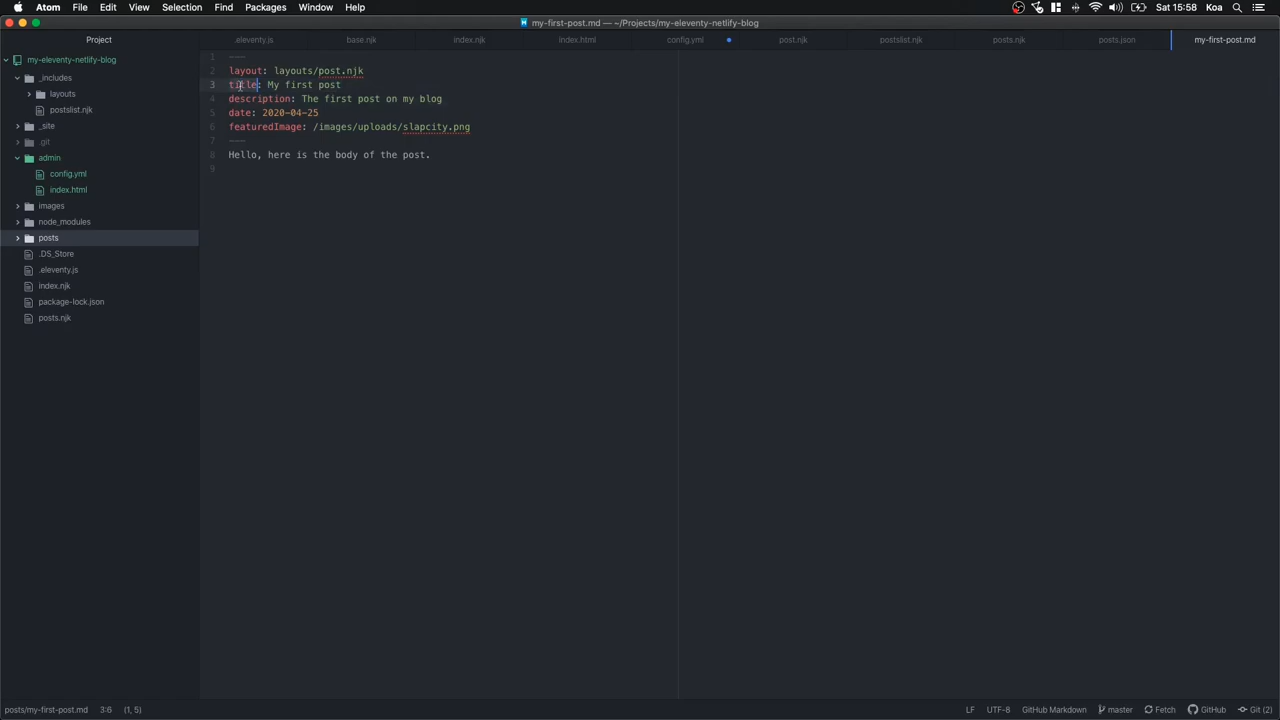 Atom File Edit View Selection Find Packages Window Help Sat 15:58 Koa
my-first-post.md — ~/Projects/my-eleventy-netlify-blog
Project
.eleventy.js base.njk index.njk index.html config.yml post.njk postslist.njk posts.njk posts.json my-first-post.md
my-eleventy-netlify-blog
_includes
layouts
postslist.njk
_site
.git
admin
config.yml
index.html
images
node_modules
posts
.DS_Store
.eleventy.js
index.njk
package-lock.json
posts.njk
1 ---
2 layout: layouts/post.njk
3 title: My first post
4 description: The first post on my blog
5 date: 2020-04-25
6 featuredImage: /images/uploads/slapcity.png
7 ---
8 Hello, here is the body of the post.
9
posts/my-first-post.md 3:6 (1, 5) LF UTF-8 GitHub Markdown master Fetch GitHub Git (2)